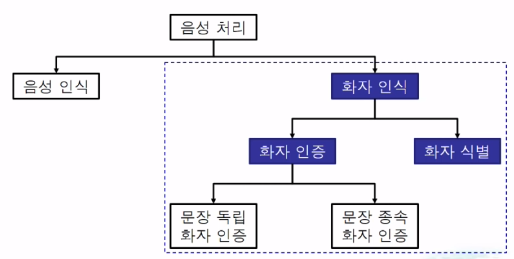 음성 처리
음성 인식
화자 인식
화자 인증
화자 식별
문장 독립
화자 인증
문장 종속
화자 인증